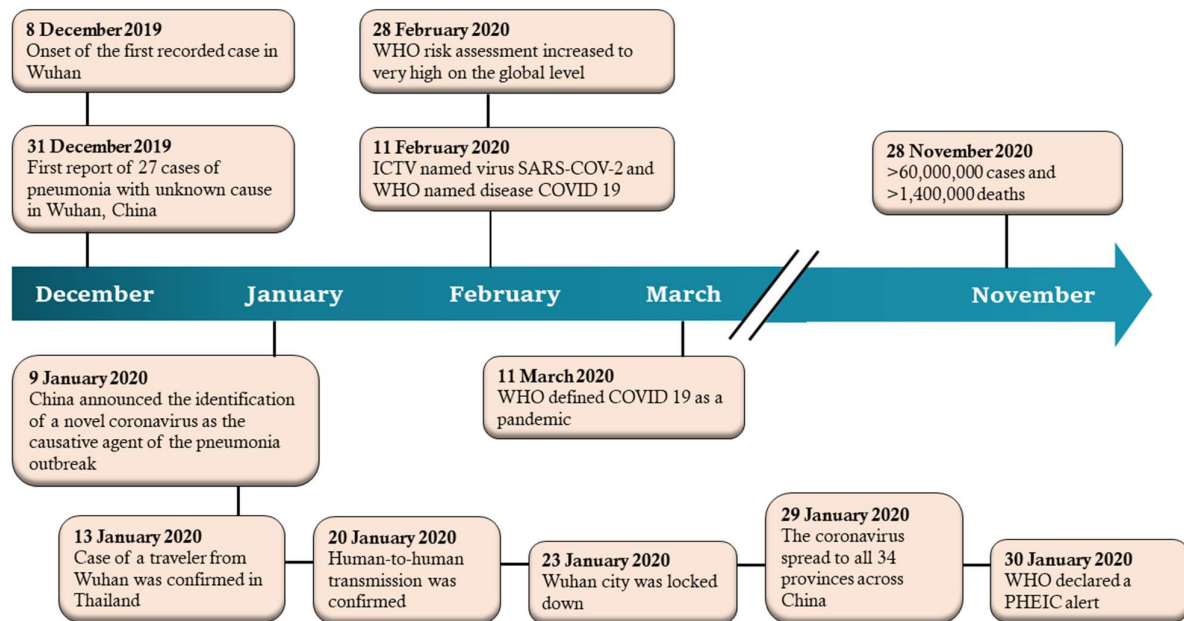 8 December 2019
Onset of the first recorded case in
Wuhan
28 February 2020
WHO risk assessment increased to
very high on the global level
31 December 2019
First report of 27 cases of
pneumonia with unknown cause
in Wuhan, China
11 February 2020
ICTV named virus SARS-COV-2 and
WHO named disease COVID 19
28 November 2020
>60,000,000 cases and
>1,400,000 deaths
December
January
February
March
November
9 January 2020
China announced the identification
of a novel coronavirus as the
causative agent of the pneumonia
outbreak
11 March 2020
WHO defined COVID 19 as a
pandemic
13 January 2020
Case of a traveler from
Wuhan was confirmed in
Thailand
20 January 2020
Human-to-human
transmission was
confirmed
23 January 2020
Wuhan city was locked
down
29 January 2020
The coronavirus
spread to all 34
provinces across
China
30 January 2020
WHO declared a
PHEIC alert